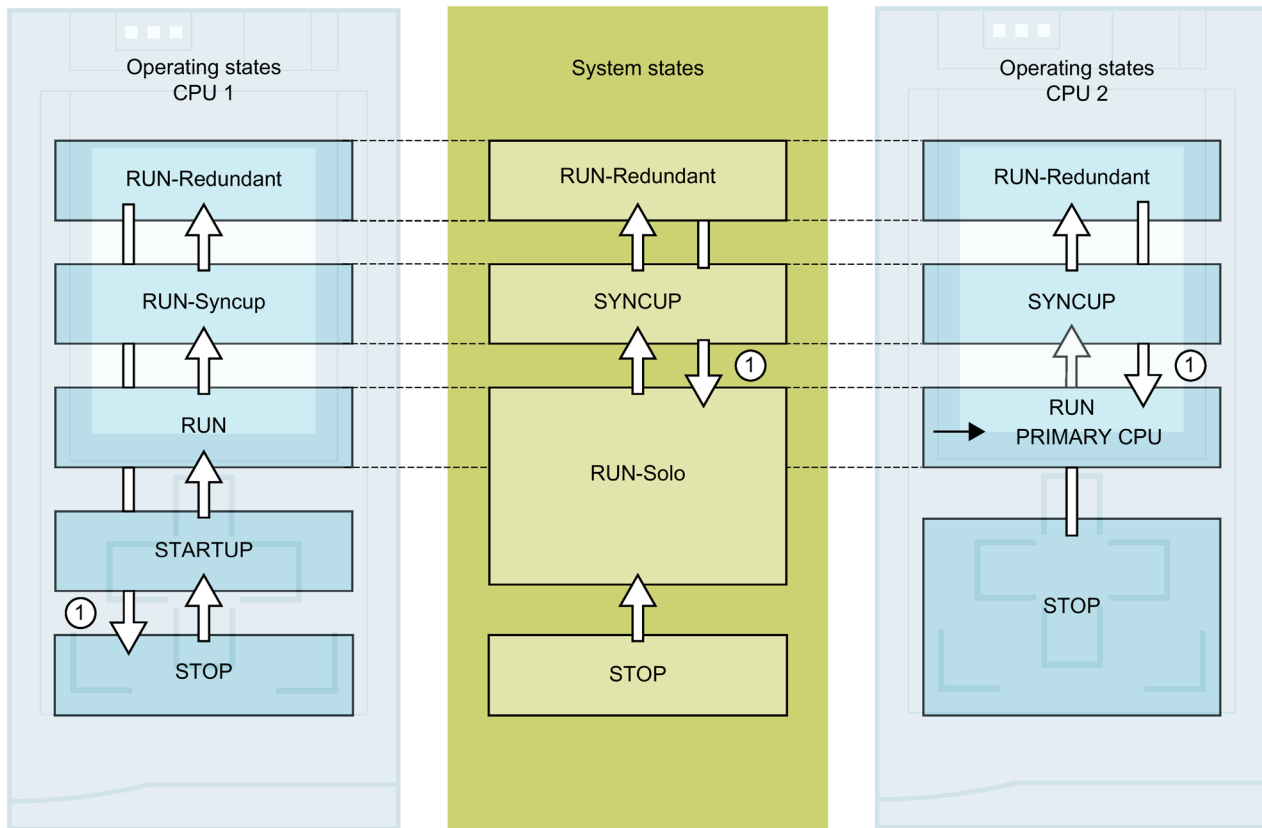 Operating states
CPU 1
RUN-Redundant
RUN-Syncup
RUN
STARTUP
1
STOP
System states
RUN-Redundant
SYNCUP
1
RUN-Solo
STOP
Operating states
CPU 2
RUN-Redundant
SYNCUP
1
RUN
PRIMARY CPU
STOP